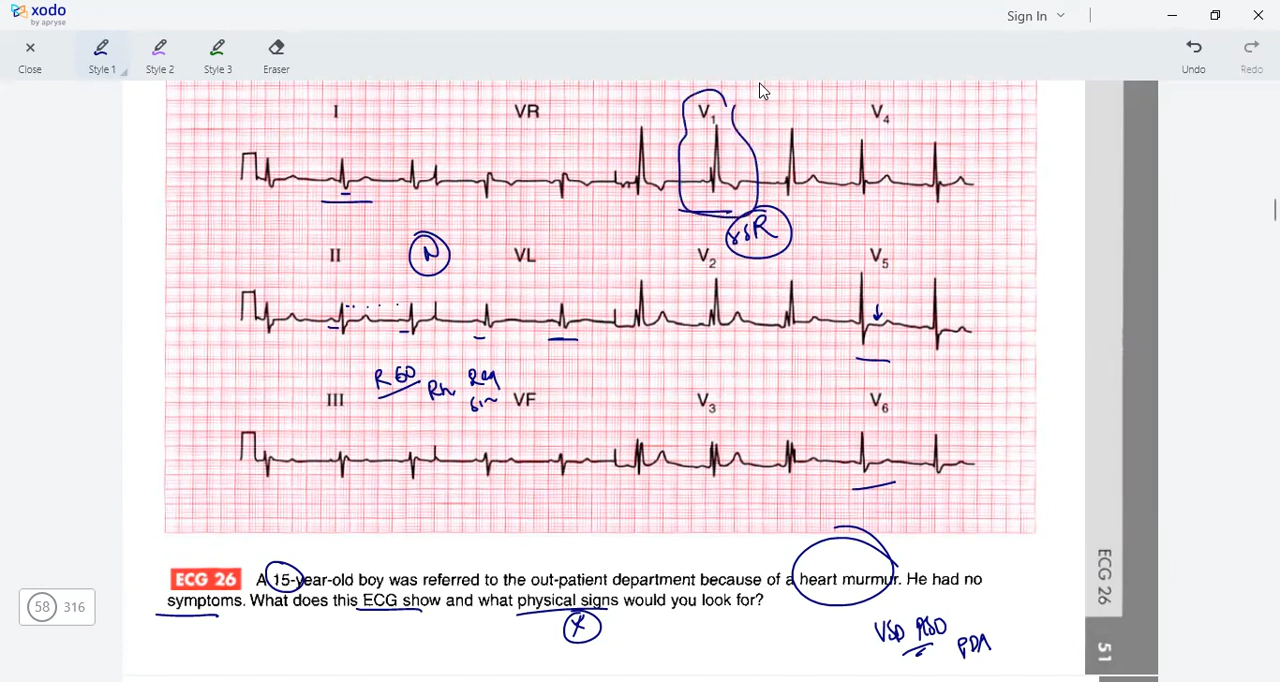 xodo
by apryse
Sign In
Close
Style 1
Style 2
Style 3
Eraser
Undo
Redo
I VR V1 V4
rsR
II N VL V2 V5
R 60
Reg
III VF V3 V6
ECG 26 A 15-year-old boy was referred to the out-patient department because of a heart murmur. He had no
symptoms. What does this ECG show and what physical signs would you look for?
58 316
VSD
PDA
ECG 26
51